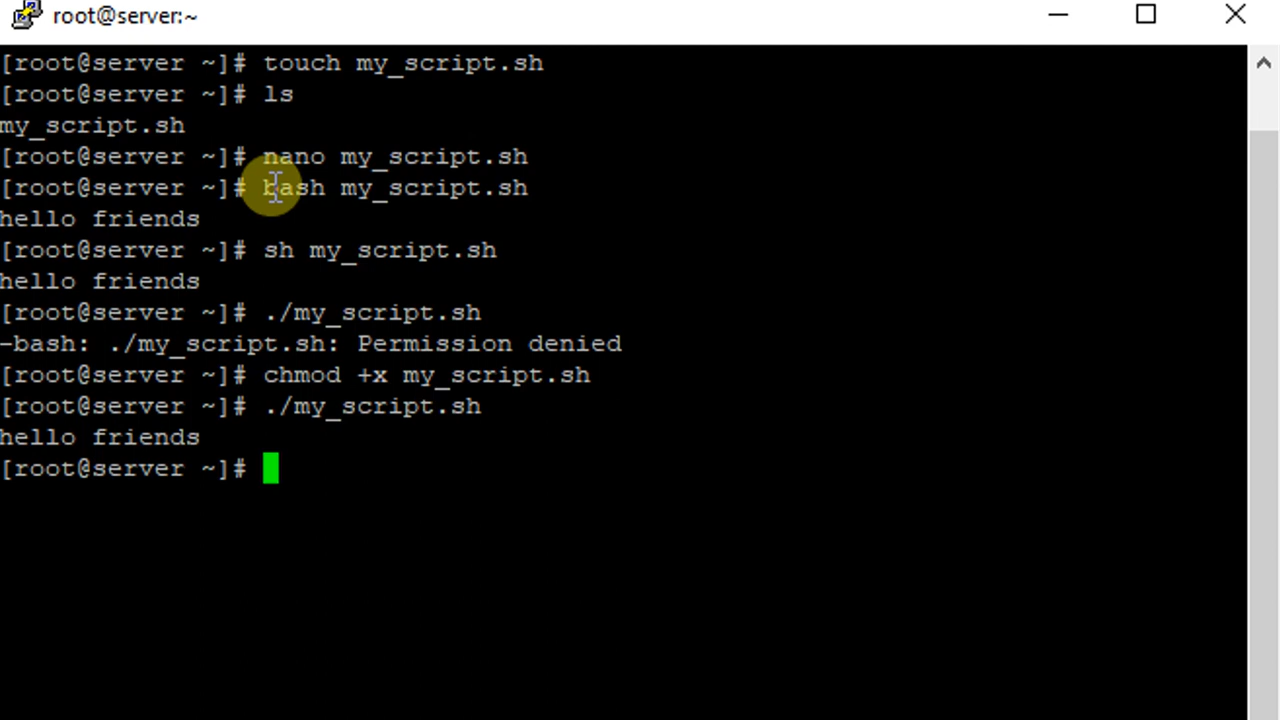 root@server:~
[root@server ~]# touch my_script.sh
[root@server ~]# ls
my_script.sh
[root@server ~]# nano my_script.sh
[root@server ~]# bash my_script.sh
hello friends
[root@server ~]# sh my_script.sh
hello friends
[root@server ~]# ./my_script.sh
-bash: ./my_script.sh: Permission denied
[root@server ~]# chmod +x my_script.sh
[root@server ~]# ./my_script.sh
hello friends
[root@server ~]#